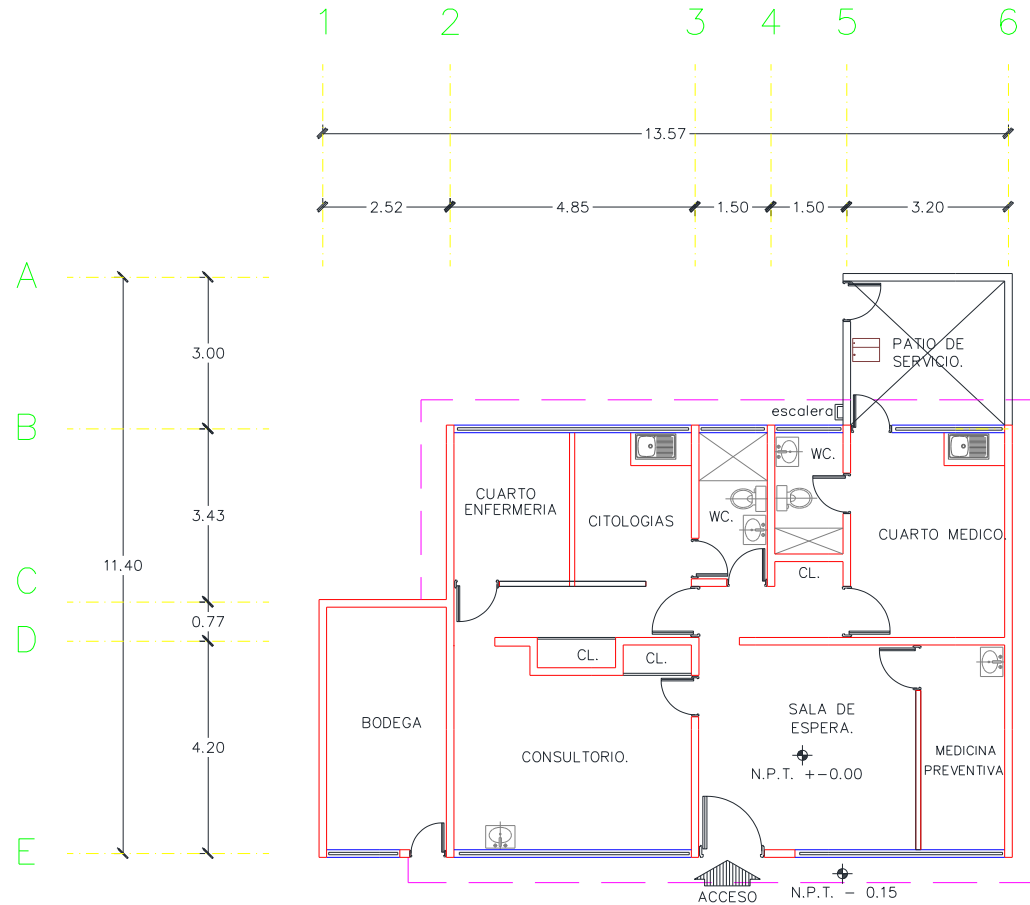 1 2 3 4 5 6
13.57
2.52 4.85 1.50 1.50 3.20
A
3.00
PATIO DE
SERVICIO.
escalera
B
WC.
CUARTO
ENFERMERIA
3.43
CITOLOGIAS
WC.
CUARTO MEDICO.
11.40
CL.
C
0.77
D
CL.
CL.
SALA DE
ESPERA.
BODEGA
4.20
CONSULTORIO.
MEDICINA
PREVENTIVA
N.P.T. +-0.00
E
ACCESO
N.P.T. - 0.15